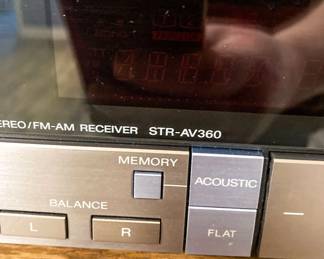 EREO/FM-AM RECEIVER STR-AV360
MEMORY
ACOUSTIC
BALANCE
L R FLAT